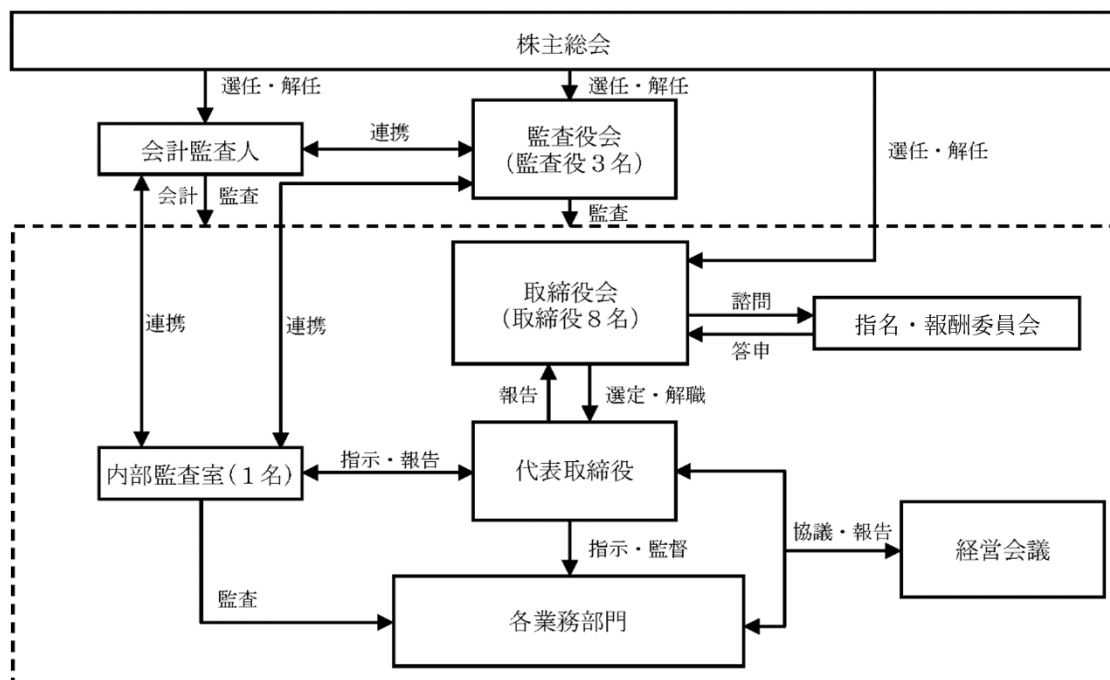 株主総会
選任・解任
選任・解任
選任・解任
会計監査人
連携
監査役会
(監査役3名)
会計
監査
監査
取締役会
(取締役8名)
諮問
答申
指名・報酬委員会
連携
連携
報告
選定・解職
内部監査室(1名)
指示・報告
代表取締役
協議・報告
経営会議
指示・監督
監査
各業務部門